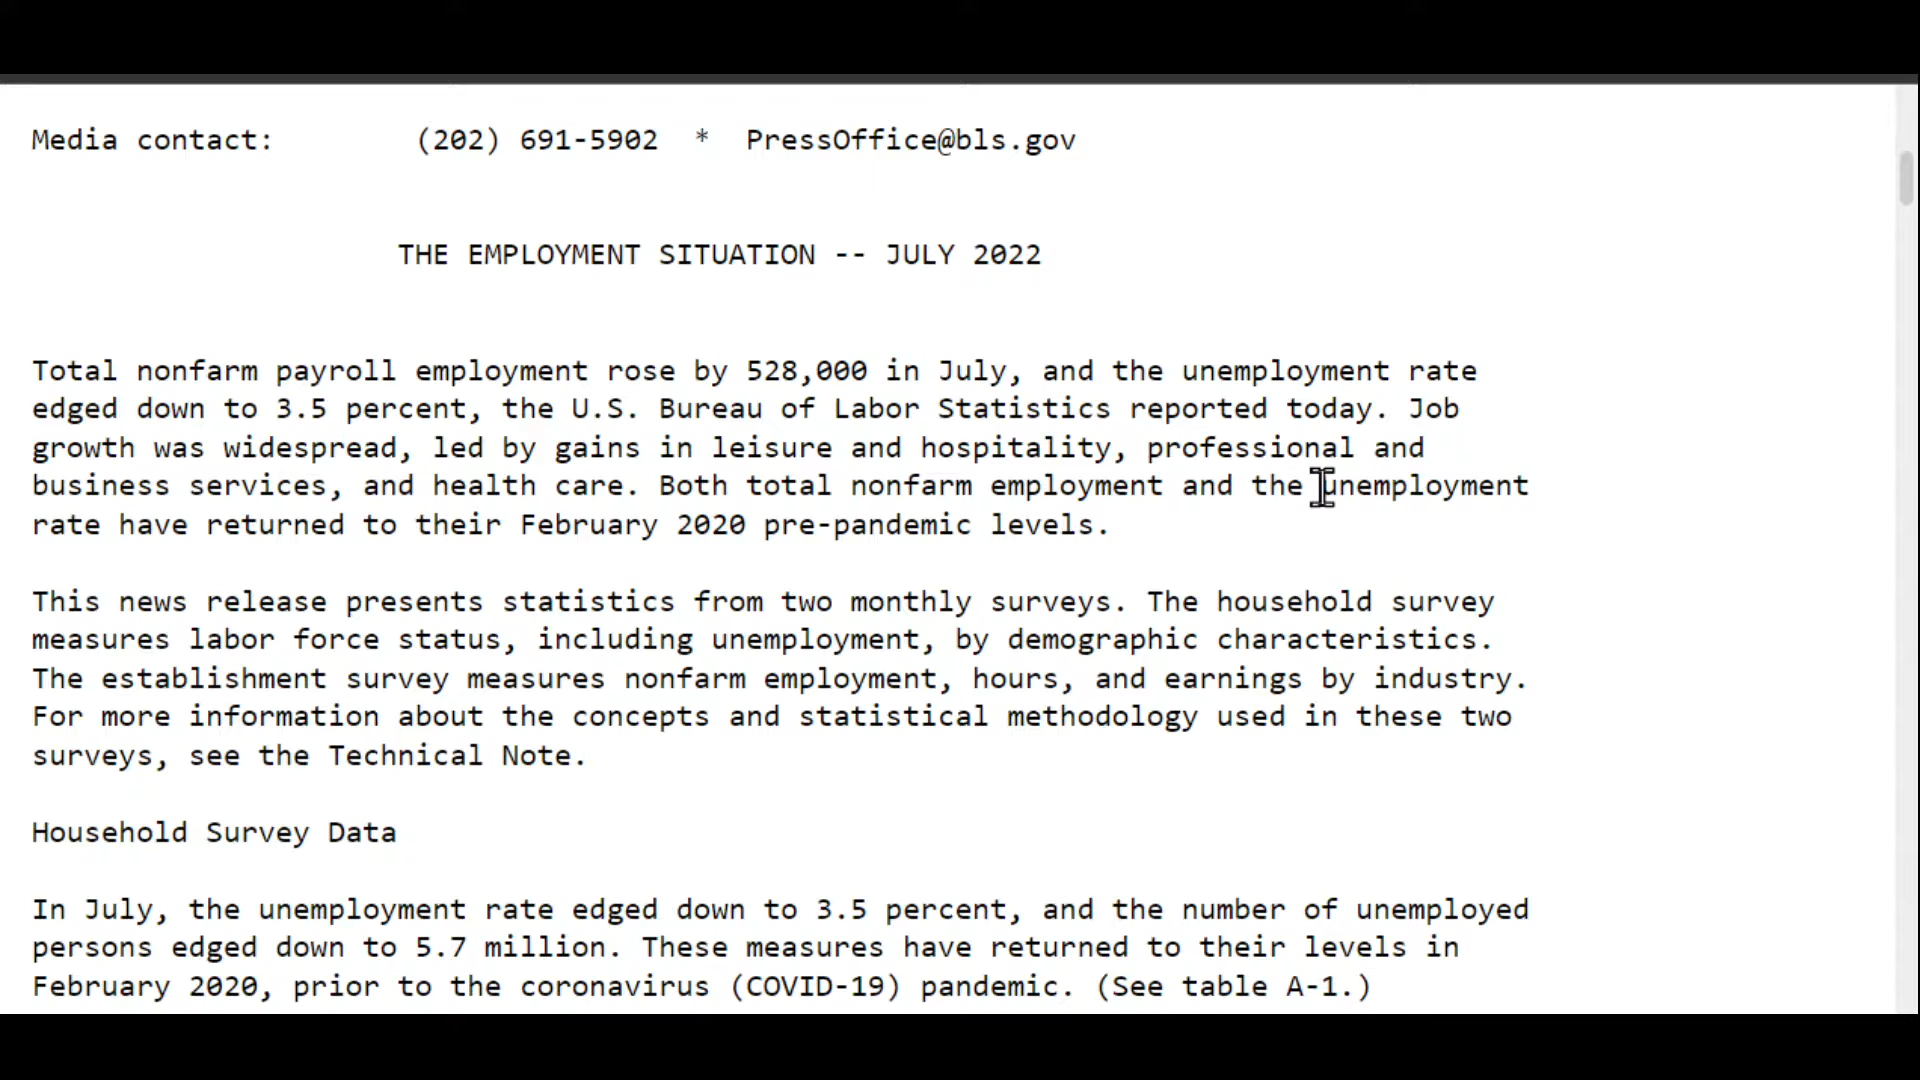 Media contact: (202) 691-5902 * PressOffice@bls.gov
THE EMPLOYMENT SITUATION -- JULY 2022
Total nonfarm payroll employment rose by 528,000 in July, and the unemployment rate
edged down to 3.5 percent, the U.S. Bureau of Labor Statistics reported today. Job
growth was widespread, led by gains in leisure and hospitality, professional and
business services, and health care. Both total nonfarm employment and the unemployment
rate have returned to their February 2020 pre-pandemic levels.
This news release presents statistics from two monthly surveys. The household survey
measures labor force status, including unemployment, by demographic characteristics.
The establishment survey measures nonfarm employment, hours, and earnings by industry.
For more information about the concepts and statistical methodology used in these two
surveys, see the Technical Note.
Household Survey Data
In July, the unemployment rate edged down to 3.5 percent, and the number of unemployed
persons edged down to 5.7 million. These measures have returned to their levels in
February 2020, prior to the coronavirus (COVID-19) pandemic. (See table A-1.)